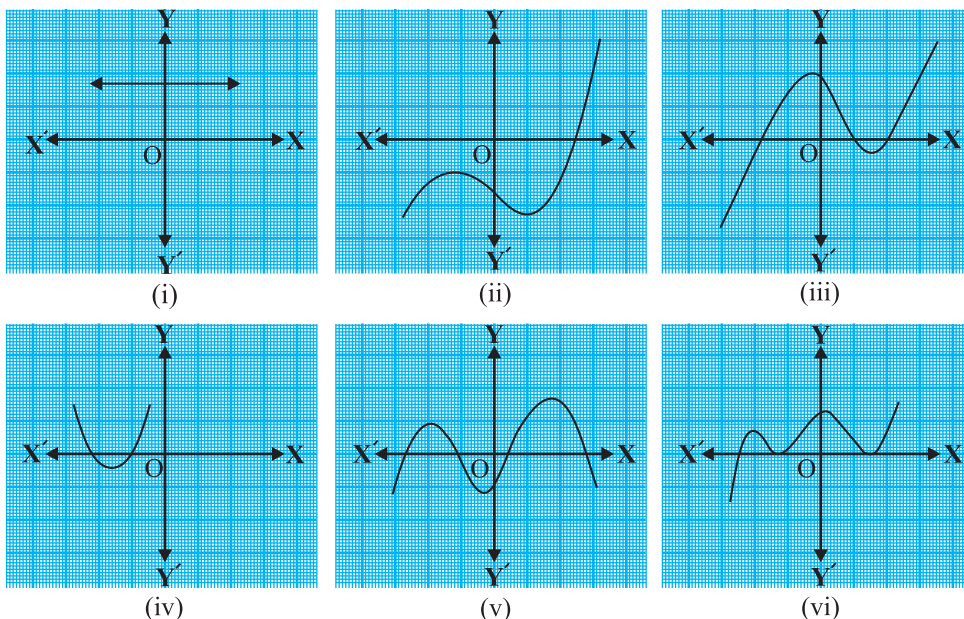 Y Y Y
X′ X X′ X X′ X
O O O
Y′ Y′ Y′
(i) (ii) (iii)
Y Y Y
X′ X X′ X X′ X
O O O
Y′ Y′ Y′
(iv) (v) (vi)